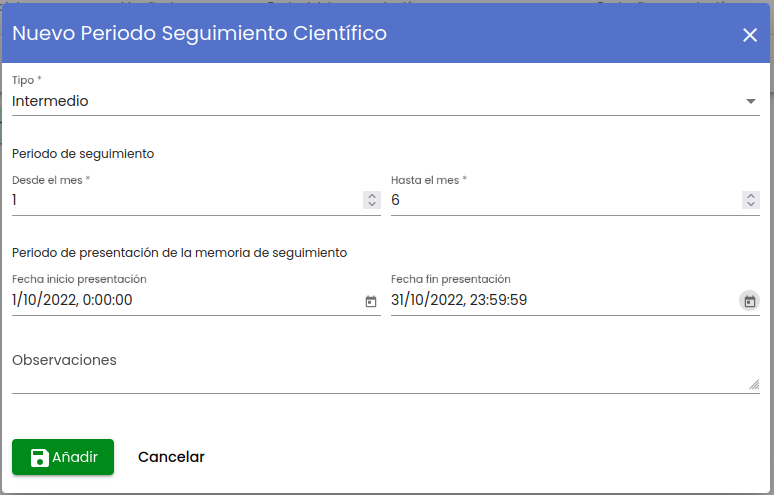 Nuevo Periodo Seguimiento Científico
Tipo *
Intermedio
Periodo de seguimiento
Desde el mes * Hasta el mes *
1 6
Periodo de presentación de la memoria de seguimiento
Fecha inicio presentación Fecha fin presentación
1/10/2022, 0:00:00 31/10/2022, 23:59:59
Observaciones
Añadir Cancelar